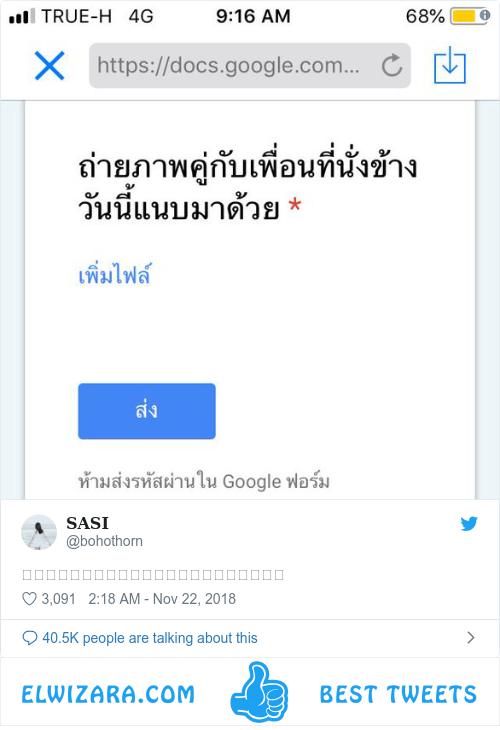 TRUE-H 4G 9:16 AM 68%
https://docs.google.com...
ถ่ายภาพคู่กับเพื่อนที่นั่งข้าง
วันนี้แนบมาด้วย *
เพิ่มไฟล์
ส่ง
ห้ามส่งรหัสผ่านใน Google ฟอร์ม
SASI
@bohothorn
3,091 2:18 AM - Nov 22, 2018
40.5K people are talking about this
ELWIZARA.COM BEST TWEETS